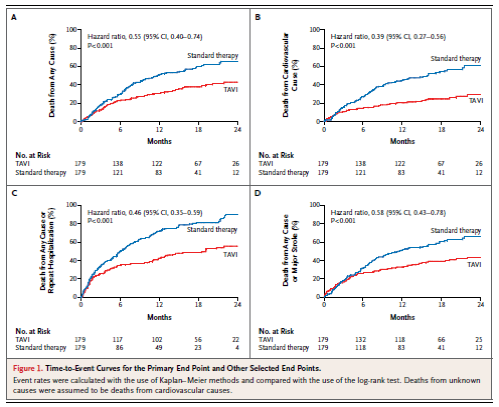 A
Death from Any Cause (%)
100
80
60
40
20
0
Hazard ratio, 0.55 (95% CI, 0.40–0.74)
P<0.001
Standard therapy
TAVI
0 6 12 18 24
Months
No. at Risk
TAVI 179 138 122 67 26
Standard therapy 179 121 83 41 12
B
Death from Cardiovascular
Cause (%)
100
80
60
40
20
0
Hazard ratio, 0.39 (95% CI, 0.27–0.56)
P<0.001
Standard therapy
TAVI
0 6 12 18 24
Months
No. at Risk
TAVI 179 138 122 67 26
Standard therapy 179 121 83 41 12
C
Death from Any Cause or
Repeat Hospitalization (%)
100
80
60
40
20
0
Hazard ratio, 0.46 (95% CI, 0.35–0.59)
P<0.001
Standard therapy
TAVI
0 6 12 18 24
Months
No. at Risk
TAVI 179 117 102 56 22
Standard therapy 179 86 49 23 4
D
Death from Any Cause
or Major Stroke (%)
100
80
60
40
20
0
Hazard ratio, 0.58 (95% CI, 0.43–0.78)
P<0.001
Standard therapy
TAVI
0 6 12 18 24
Months
No. at Risk
TAVI 179 132 118 66 25
Standard therapy 179 118 83 41 12
Figure 1. Time-to-Event Curves for the Primary End Point and Other Selected End Points.
Event rates were calculated with the use of Kaplan–Meier methods and compared with the use of the log-rank test. Deaths from unknown
causes were assumed to be deaths from cardiovascular causes.